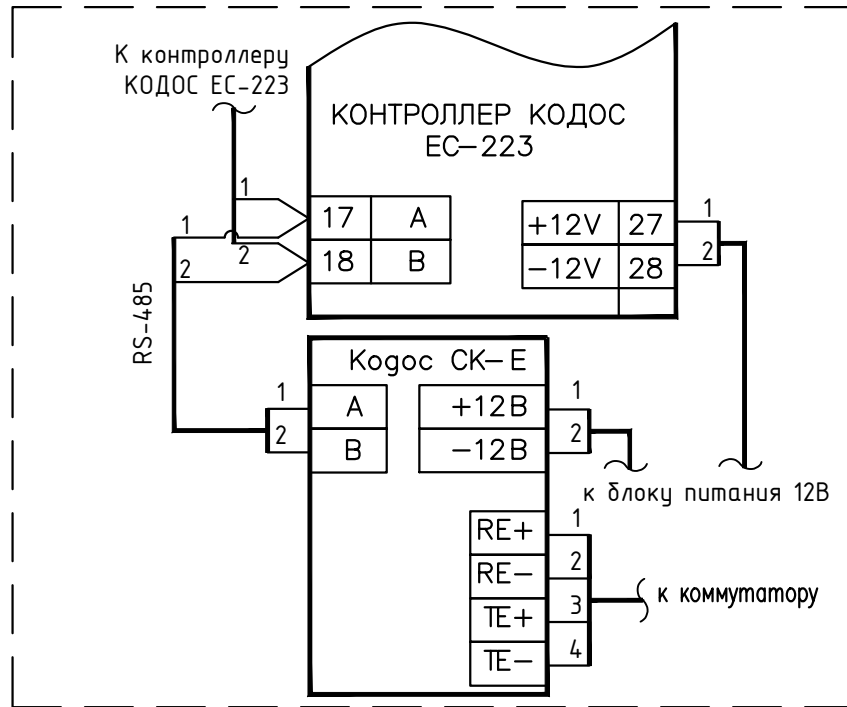 К контроллеру
КОДОС ЕС-223
КОНТРОЛЛЕР КОДОС
ЕС-223
1
1
2
2
17 А
18 В
+12V 27
-12V 28
1
2
RS-485
Кодос СК-Е
1
2
А
В
+12В
-12В
1
2
к блоку питания 12В
RE+
RE-
TE+
TE-
1
2
3
4
к коммутатору